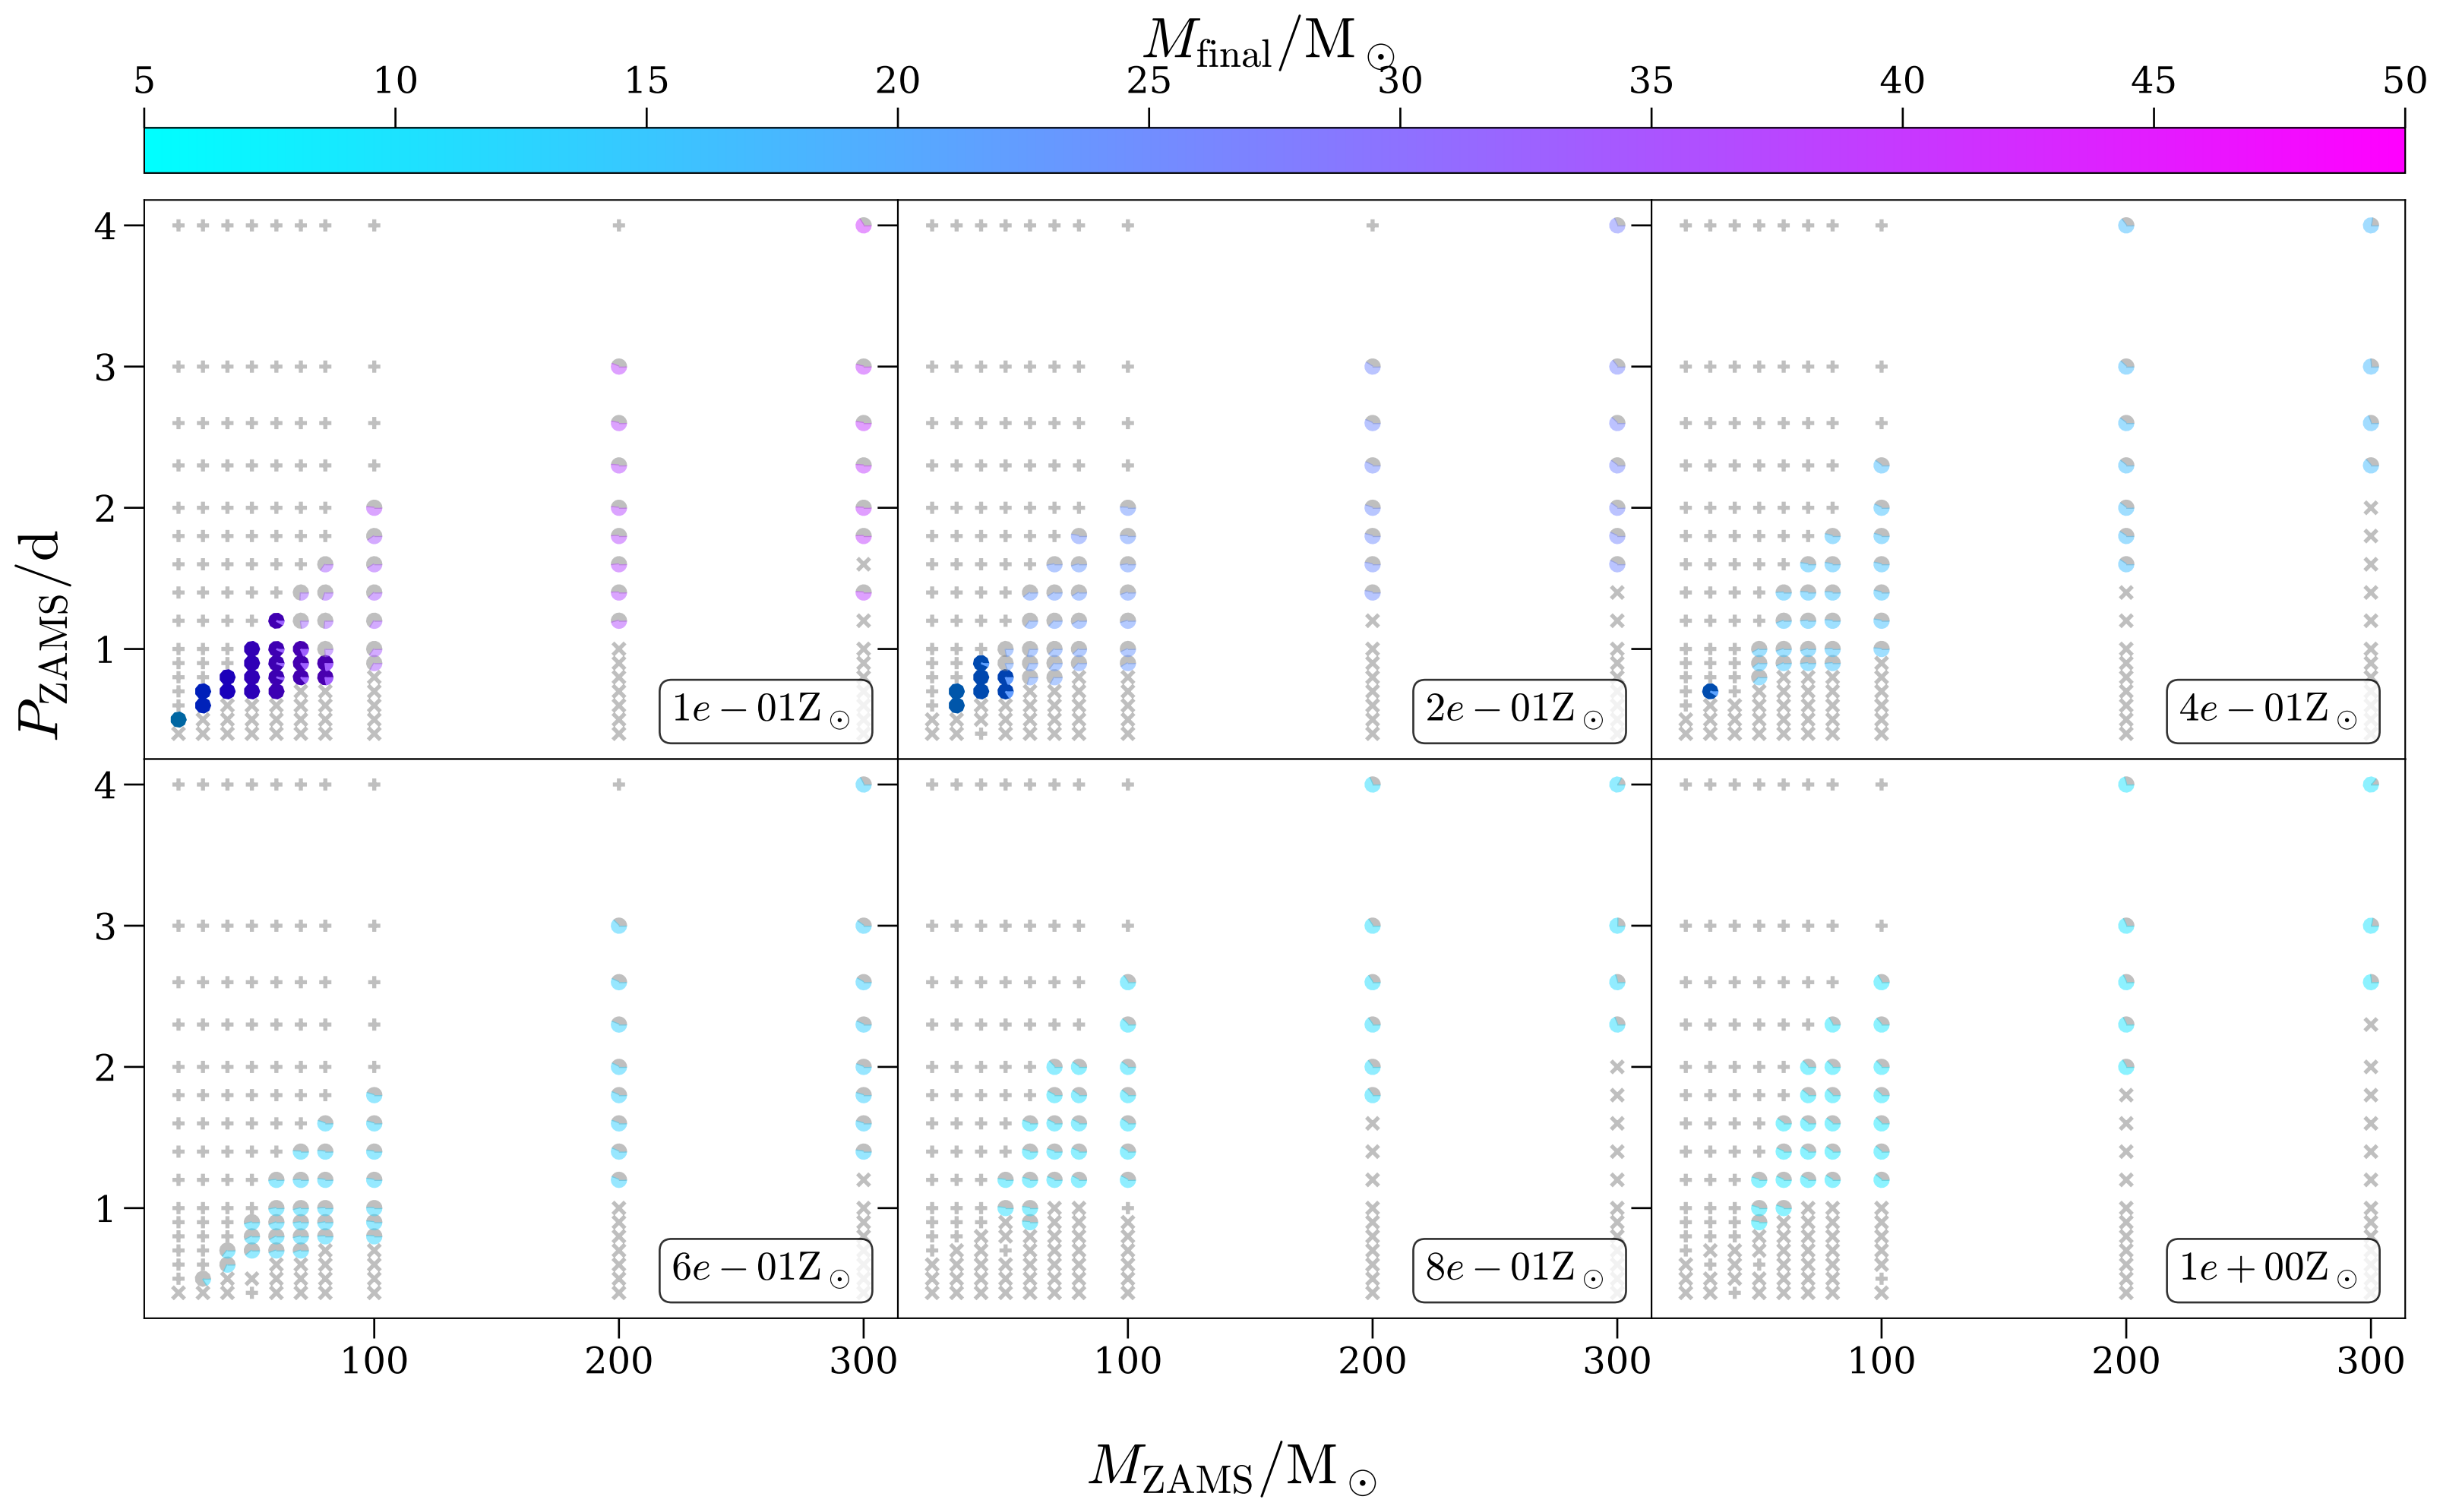 M_final/M_⊙
5 10 15 20 25 30 35 40 45 50
P_ZAMS/d
4
3
2
1
1e − 01Z_⊙
2e − 01Z_⊙
4e − 01Z_⊙
4
3
2
1
6e − 01Z_⊙
8e − 01Z_⊙
1e + 00Z_⊙
100 200 300 100 200 300 100 200 300
M_ZAMS/M_⊙